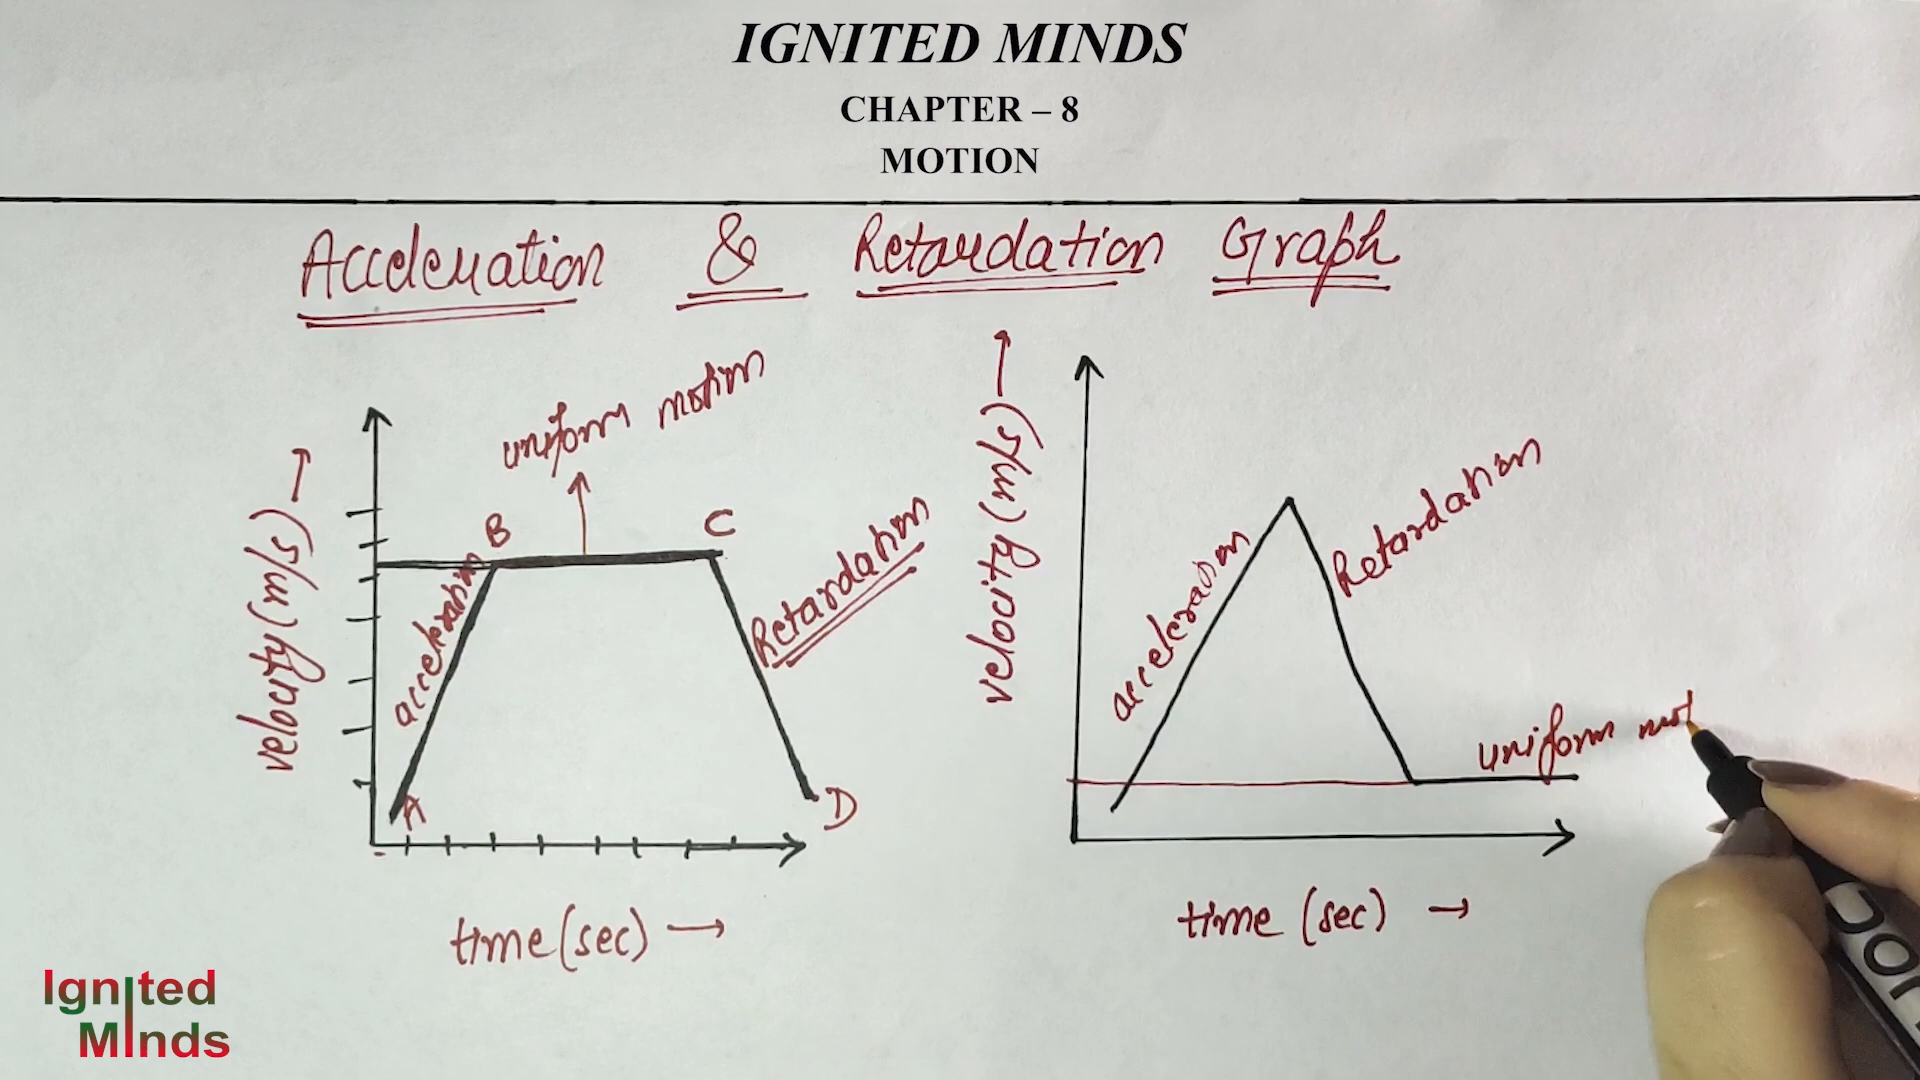 IGNITED MINDS
CHAPTER – 8
MOTION
Acceleration & Retardation Graph
velocity (m/s) →
uniform motion
B
C
acceleration
Retardation
A
D
time (sec) →
velocity (m/s) →
acceleration
Retardation
uniform mot
time (sec) →
Ignited
Minds